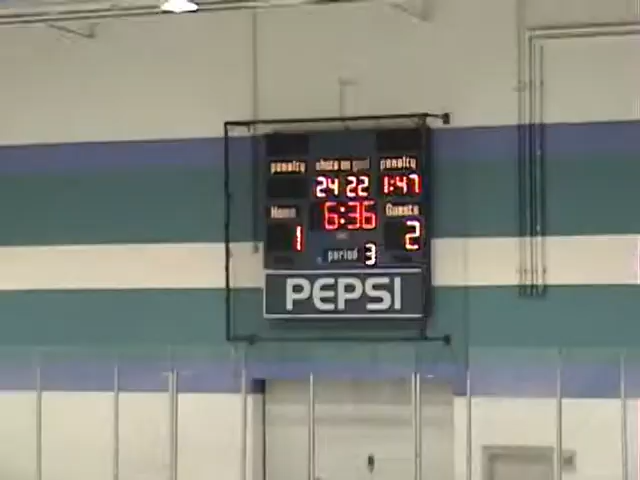 penalty shots on goal penalty
24 22 1:47
6:36
Home Guests
1 2
period 3
PEPSI